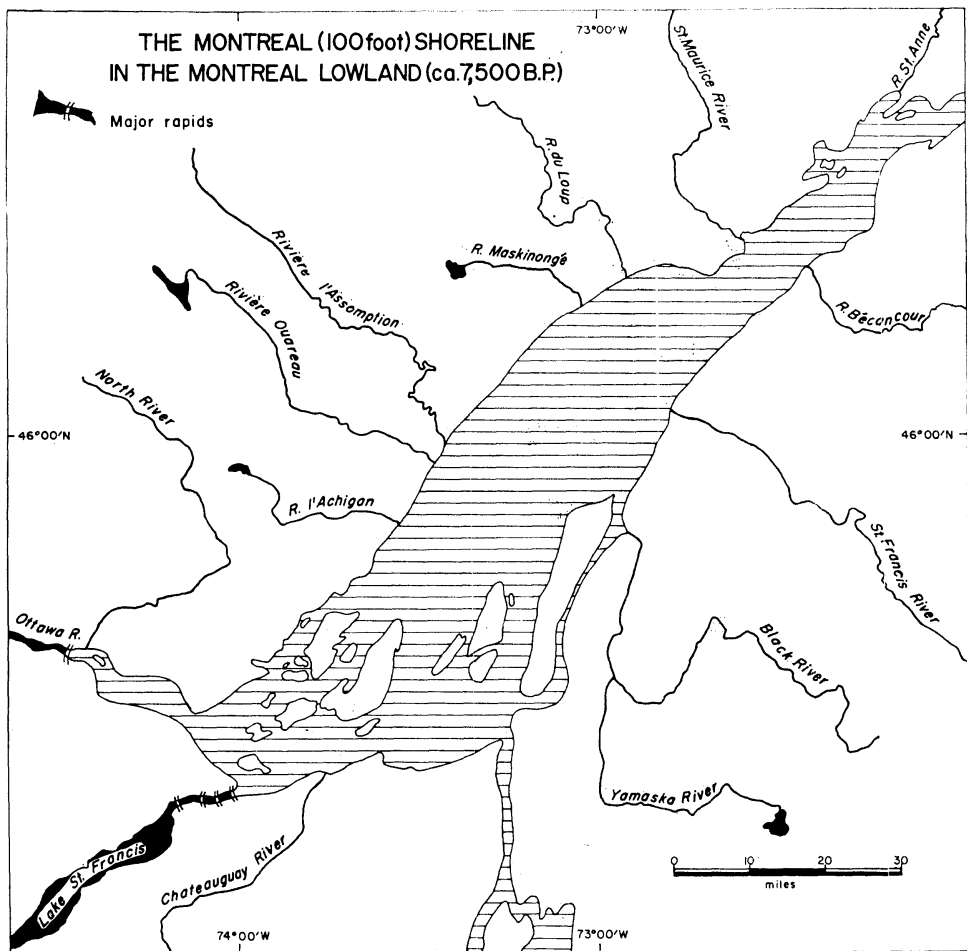 THE MONTREAL (100 foot) SHORELINE
IN THE MONTREAL LOWLAND (ca. 7,500 B.P.)
Major rapids
73°00'W
St. Maurice River
R. St. Anne
R. du Loup
R. Maskinongé
Rivière
l'Assomption
Rivière Ouareau
R. Bécancour
North River
46°00'N
46°00'N
R. l'Achigan
St. Francis River
Ottawa R.
Black River
Yamaska River
Lake St. Francis
Chateauguay River
0 10 20 30
miles
74°00'W
73°00'W